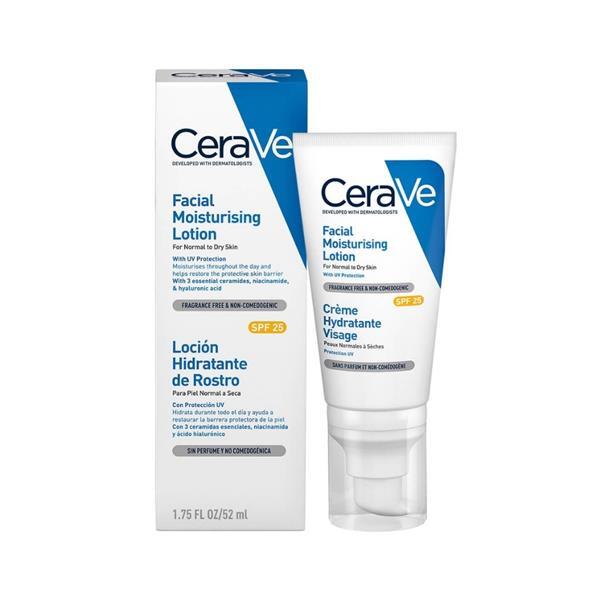 CeraVe
DEVELOPED WITH DERMATOLOGISTS
Facial
Moisturising
Lotion
For Normal to Dry Skin
With UV Protection
Moisturises throughout the day and
helps restore the protective skin barrier
With 3 essential ceramides, niacinamide,
& hyaluronic acid
FRAGRANCE FREE & NON-COMEDOGENIC
SPF 25
Loción
Hidratante
de Rostro
Para Piel Normal a Seca
Con Protección UV
Hidrata durante todo el día y ayuda a
restaurar la barrera protectora de la piel
Con 3 ceramidas esenciales, niacinamida
y ácido hialurónico
SIN PERFUME Y NO COMEDOGÉNICA
1.75 FL OZ/52 ml
CeraVe
DEVELOPED WITH DERMATOLOGISTS
Facial
Moisturising
Lotion
For Normal to Dry Skin
With UV Protection
FRAGRANCE FREE & NON-COMEDOGENIC
SPF 25
Crème
Hydratante
Visage
Peaux Normales à Sèches
Protection UV
SANS PARFUM ET NON-COMÉDOGÈNE